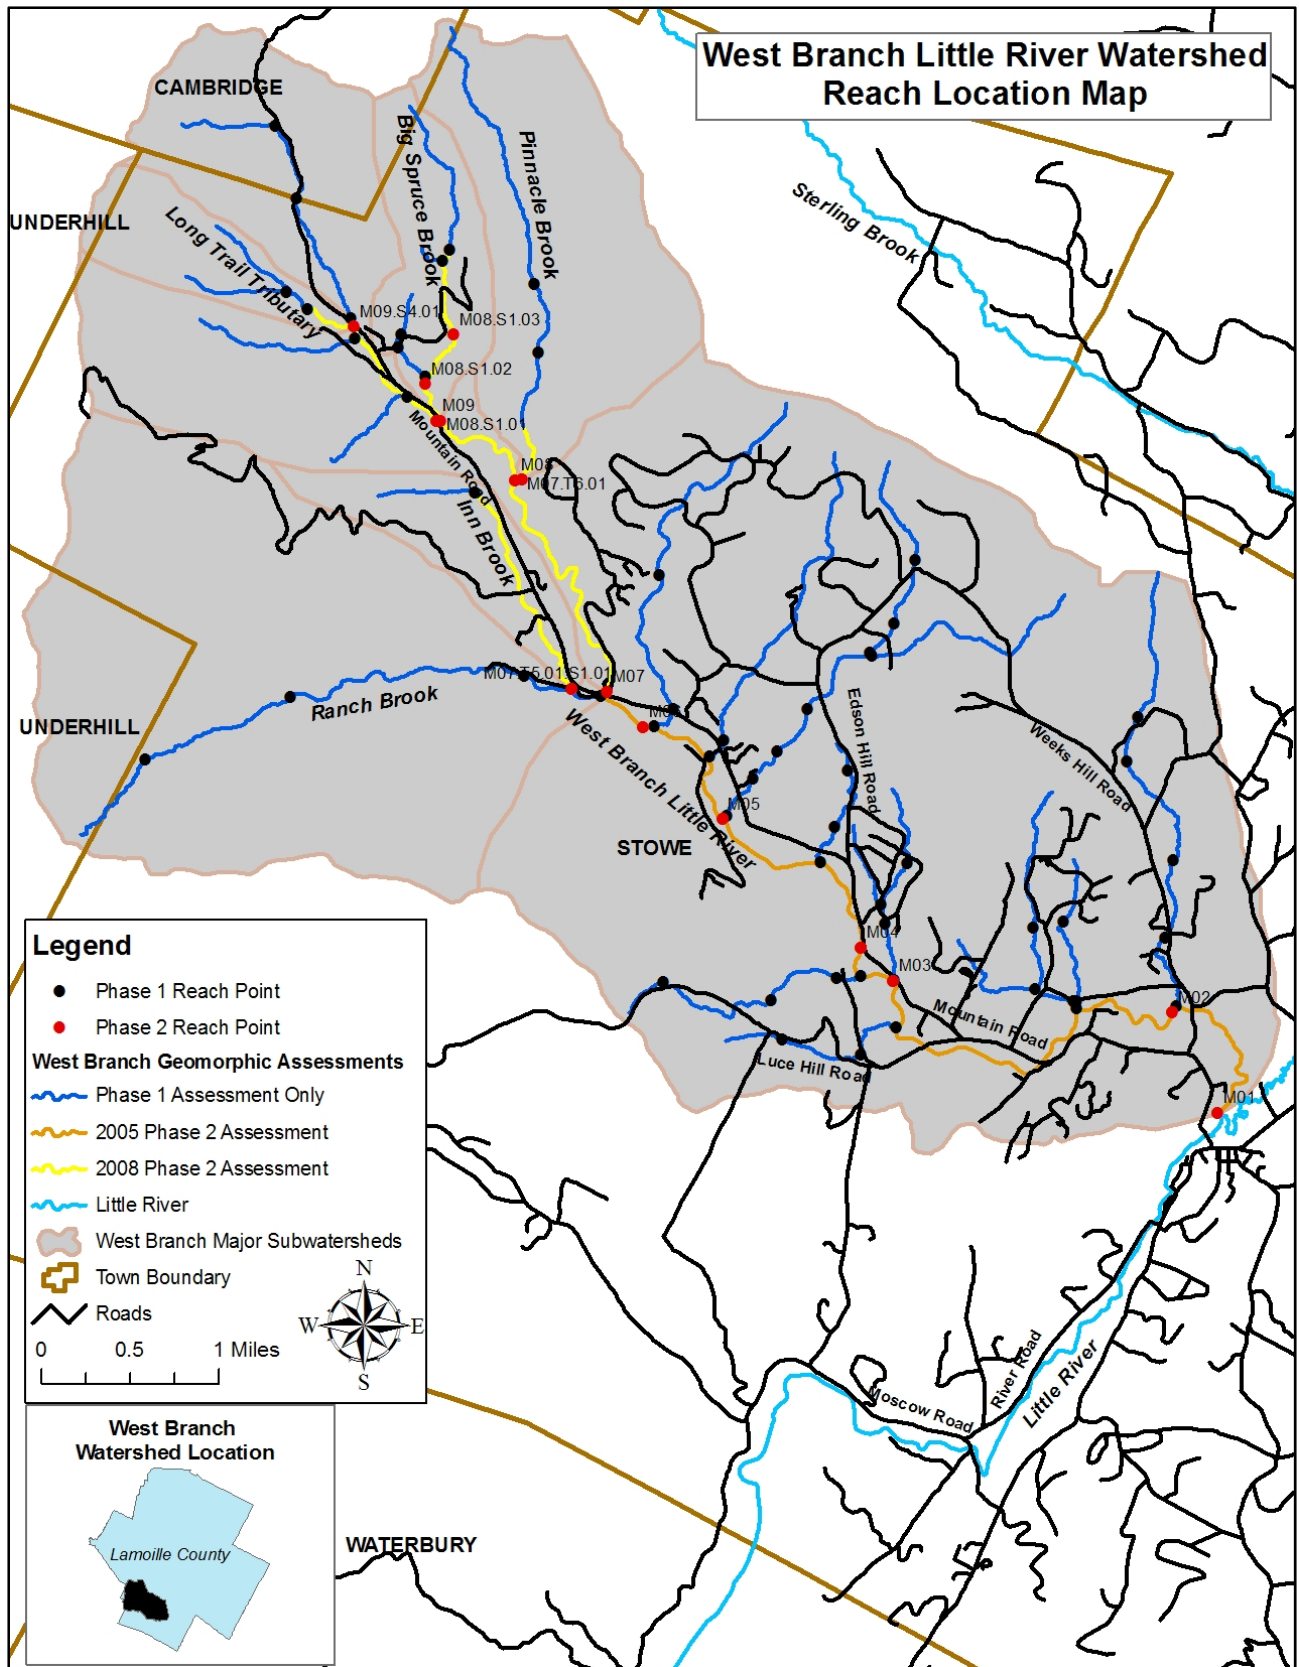 West Branch Little River Watershed
Reach Location Map
CAMBRIDGE
Big Spruce Brook
Pinnacle Brook
Sterling Brook
UNDERHILL
Long Trail Tributary
M09.S4.01
M08.S1.03
M08.S1.02
M09
M08.S1.01
Mountain Road
M08
M07.T6.01
Inn Brook
M07.T5.01.S1.01
M07
Ranch Brook
UNDERHILL
West Branch Little River
Edson Hill Road
Weeks Hill Road
M05
STOWE
M04
M03
M02
Mountain Road
Luce Hill Road
M01
Legend
Phase 1 Reach Point
Phase 2 Reach Point
West Branch Geomorphic Assessments
Phase 1 Assessment Only
2005 Phase 2 Assessment
2008 Phase 2 Assessment
Little River
West Branch Major Subwatersheds
Town Boundary
Roads
N
W
E
S
0 0.5 1 Miles
River Road
Little River
Moscow Road
West Branch
Watershed Location
Lamoille County
WATERBURY